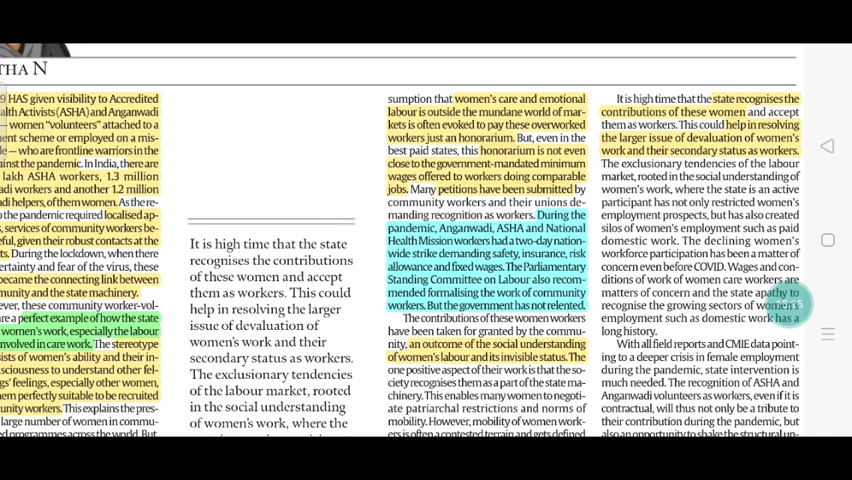 THA N
9 HAS given visibility to Accredited
alth Activists (ASHA) and Anganwadi
— women “volunteers” attached to a
ent scheme or employed on a mis-
le — who are frontline warriors in the
ainst the pandemic. In India, there are
lakh ASHA workers, 1.3 million
adi workers and another 1.2 million
adi helpers, of them women. As the re-
o the pandemic required localised ap-
services of community workers be-
eful, given their robust contacts at the
ts. During the lockdown, when there
ertainty and fear of the virus, these
became the connecting link between
munity and the state machinery.
ever, these community worker-vol-
are a perfect example of how the state
women’s work, especially the labour
involved in care work. The stereotype
sists of women’s ability and their in-
sciousness to understand other fel-
gs’ feelings, especially other women,
em perfectly suitable to be recruited
unity workers. This explains the pres-
large number of women in commu-
ed programmes across the world. But
It is high time that the state
recognises the contributions
of these women and accept
them as workers. This could
help in resolving the larger
issue of devaluation of
women’s work and their
secondary status as workers.
The exclusionary tendencies
of the labour market, rooted
in the social understanding
of women’s work, where the
sumption that women’s care and emotional
labour is outside the mundane world of mar-
kets is often evoked to pay these overworked
workers just an honorarium. But, even in the
best paid states, this honorarium is not even
close to the government-mandated minimum
wages offered to workers doing comparable
jobs. Many petitions have been submitted by
community workers and their unions de-
manding recognition as workers. During the
pandemic, Anganwadi, ASHA and National
Health Mission workers had a two-day nation-
wide strike demanding safety, insurance, risk
allowance and fixed wages. The Parliamentary
Standing Committee on Labour also recom-
mended formalising the work of community
workers. But the government has not relented.
The contributions of these women workers
have been taken for granted by the commu-
nity, an outcome of the social understanding
of women’s labour and its invisible status. The
one positive aspect of their work is that the so-
ciety recognises them as a part of the state ma-
chinery. This enables many women to negoti-
ate patriarchal restrictions and norms of
mobility. However, mobility of women work-
ers is often a contested terrain and gets defined
It is high time that the state recognises the
contributions of these women and accept
them as workers. This could help in resolving
the larger issue of devaluation of women’s
work and their secondary status as workers.
The exclusionary tendencies of the labour
market, rooted in the social understanding of
women’s work, where the state is an active
participant has not only restricted women’s
employment prospects, but has also created
silos of women’s employment such as paid
domestic work. The declining women’s
workforce participation has been a matter of
concern even before COVID. Wages and con-
ditions of work of women care workers are
matters of concern and the state apathy to
recognise the growing sectors of women’s
employment such as domestic work has a
long history.
With all field reports and CMIE data point-
ing to a deeper crisis in female employment
during the pandemic, state intervention is
much needed. The recognition of ASHA and
Anganwadi volunteers as workers, even if it is
contractual, will thus not only be a tribute to
their contribution during the pandemic, but
also an opportunity to shake the structural un-